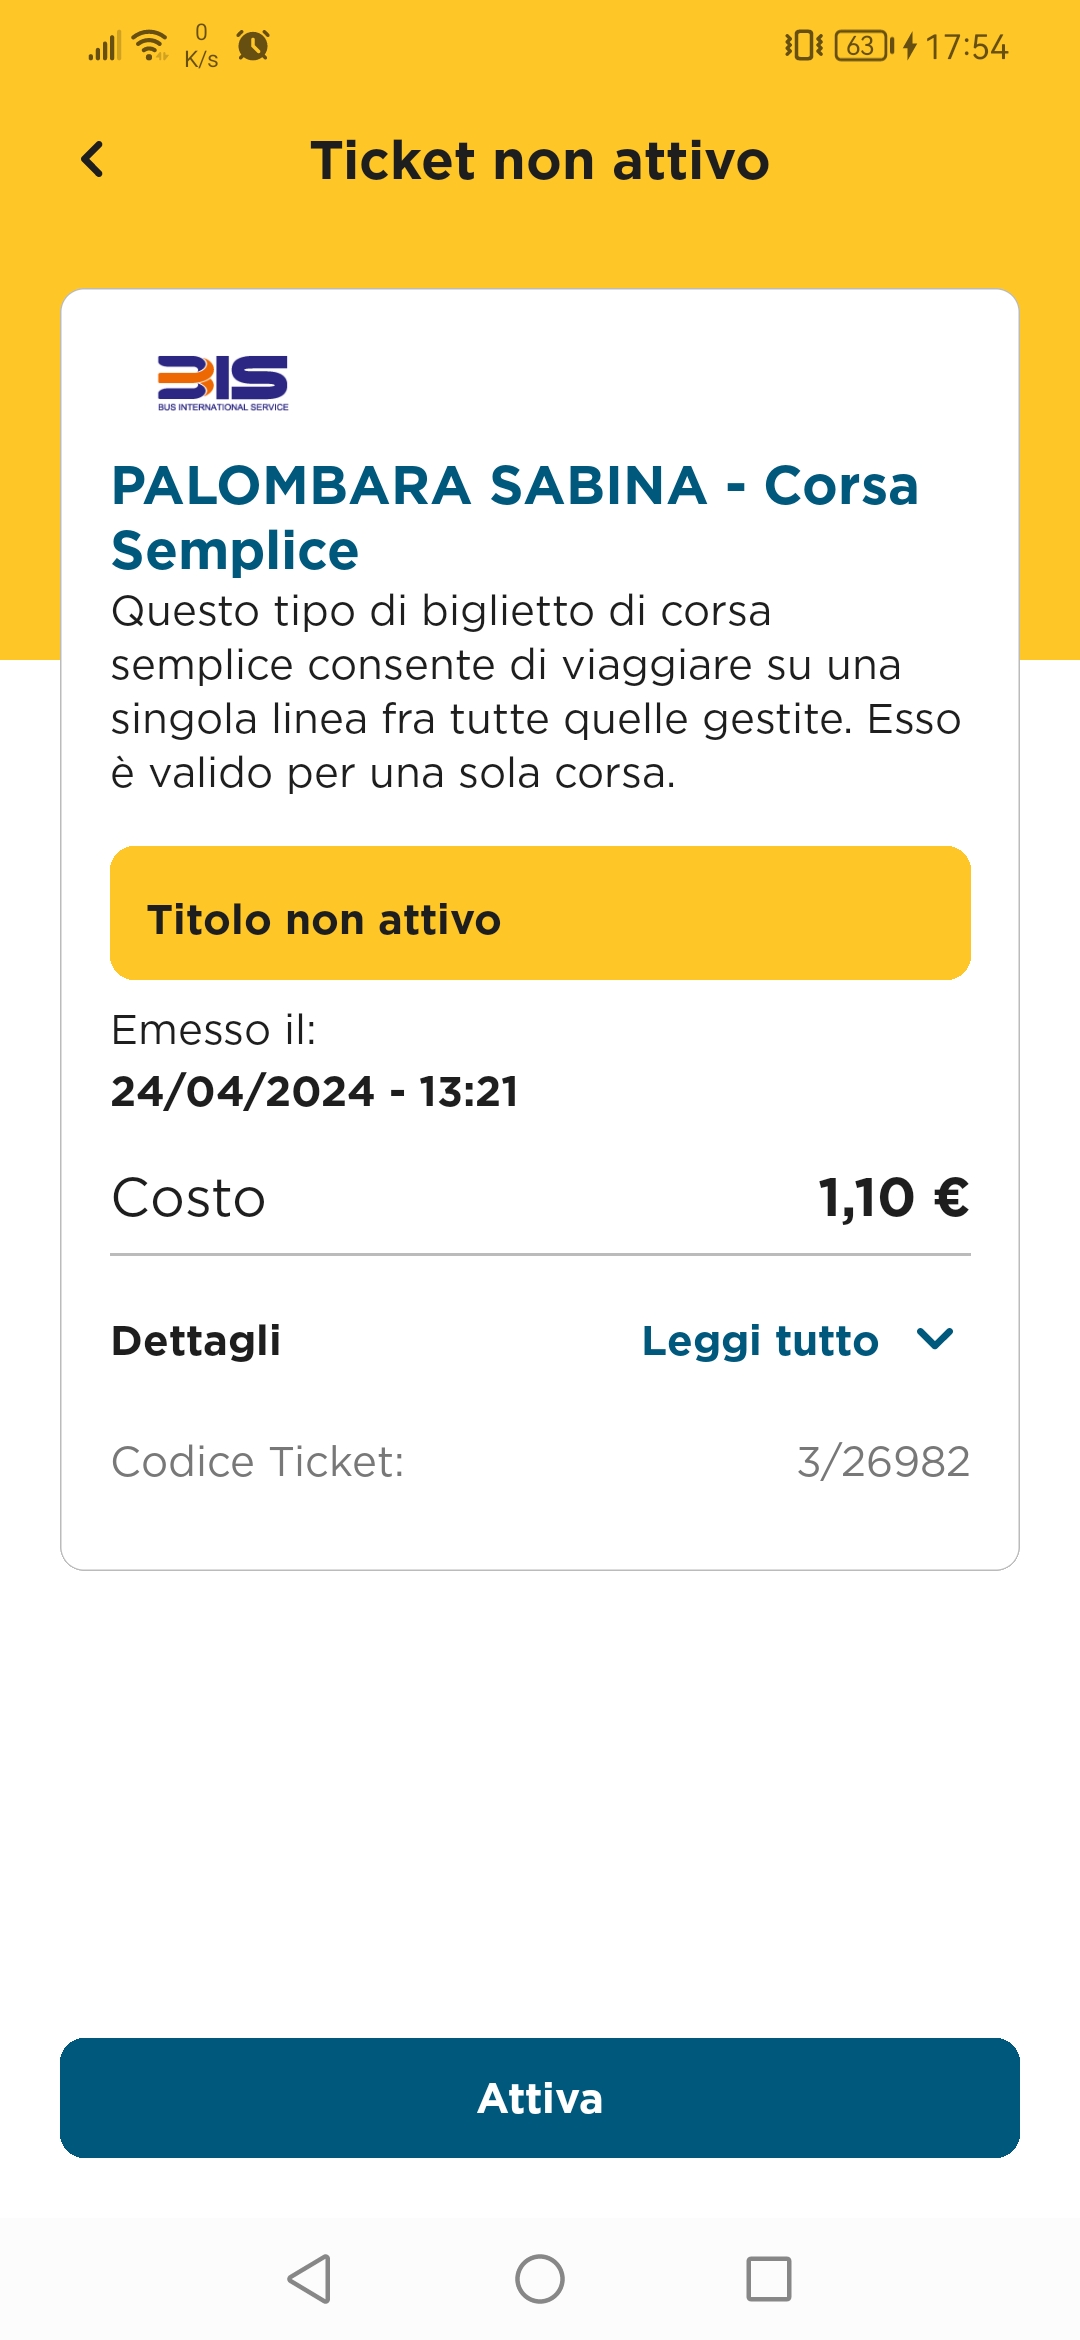 0
K/s
63
17:54
Ticket non attivo
BIS
BUS INTERNATIONAL SERVICE
PALOMBARA SABINA - Corsa
Semplice
Questo tipo di biglietto di corsa
semplice consente di viaggiare su una
singola linea fra tutte quelle gestite. Esso
è valido per una sola corsa.
Titolo non attivo
Emesso il:
24/04/2024 - 13:21
Costo 1,10 €
Dettagli Leggi tutto
Codice Ticket: 3/26982
Attiva